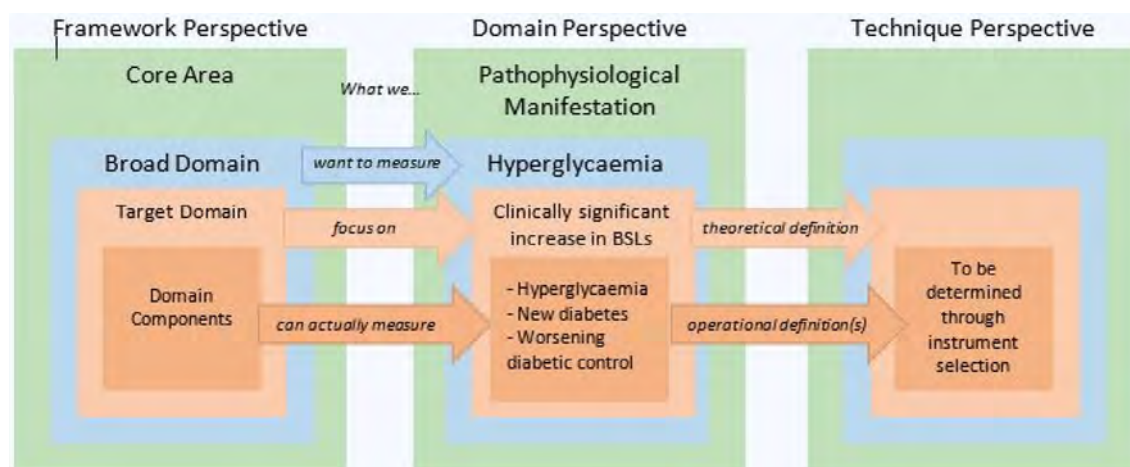 Framework Perspective
Domain Perspective
Technique Perspective
Core Area
What we...
Pathophysiological
Manifestation
Broad Domain
want to measure
Hyperglycaemia
Target Domain
focus on
Clinically significant
increase in BSLs
theoretical definition
Domain
Components
can actually measure
- Hyperglycaemia
- New diabetes
- Worsening
diabetic control
operational definition(s)
To be
determined
through
instrument
selection